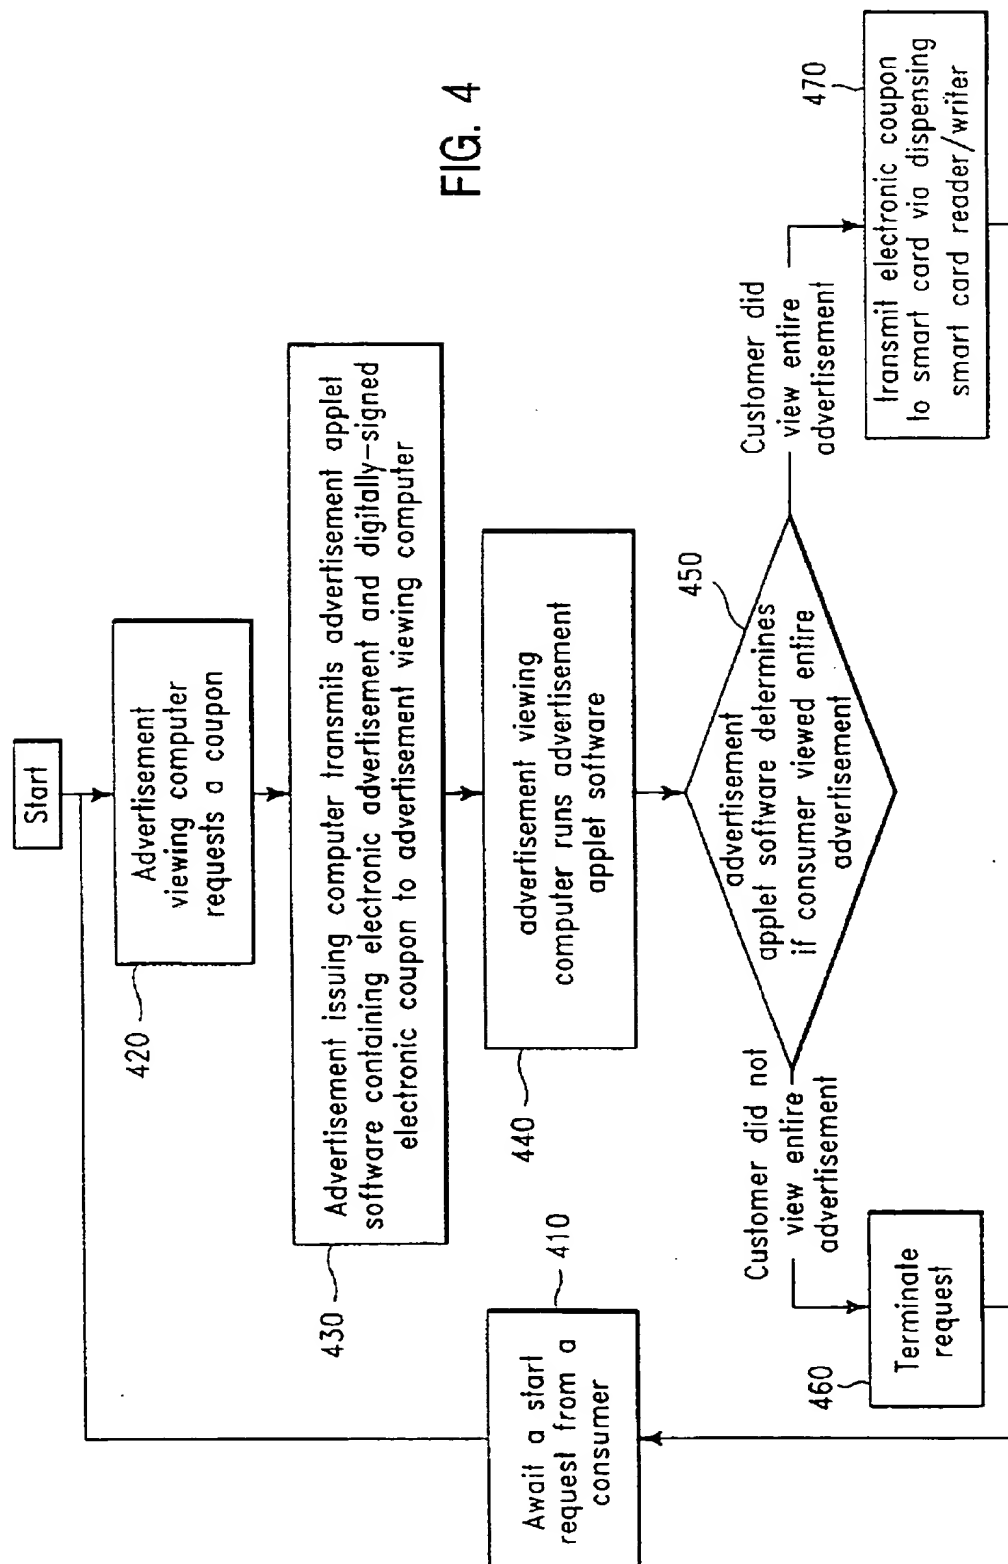 Start
Advertisement
viewing computer
requests a coupon
420
Advertisement issuing computer transmits advertisement applet
software containing electronic advertisement and digitally-signed
electronic coupon to advertisement viewing computer
430
advertisement viewing
computer runs advertisement
applet software
440
advertisement
applet software determines
if consumer viewed entire
advertisement
450
Customer did not
view entire
advertisement
Terminate
request
460
Customer did
view entire
advertisement
transmit electronic coupon
to smart card via dispensing
smart card reader/writer
470
Await a start
request from a
consumer
410
FIG. 4